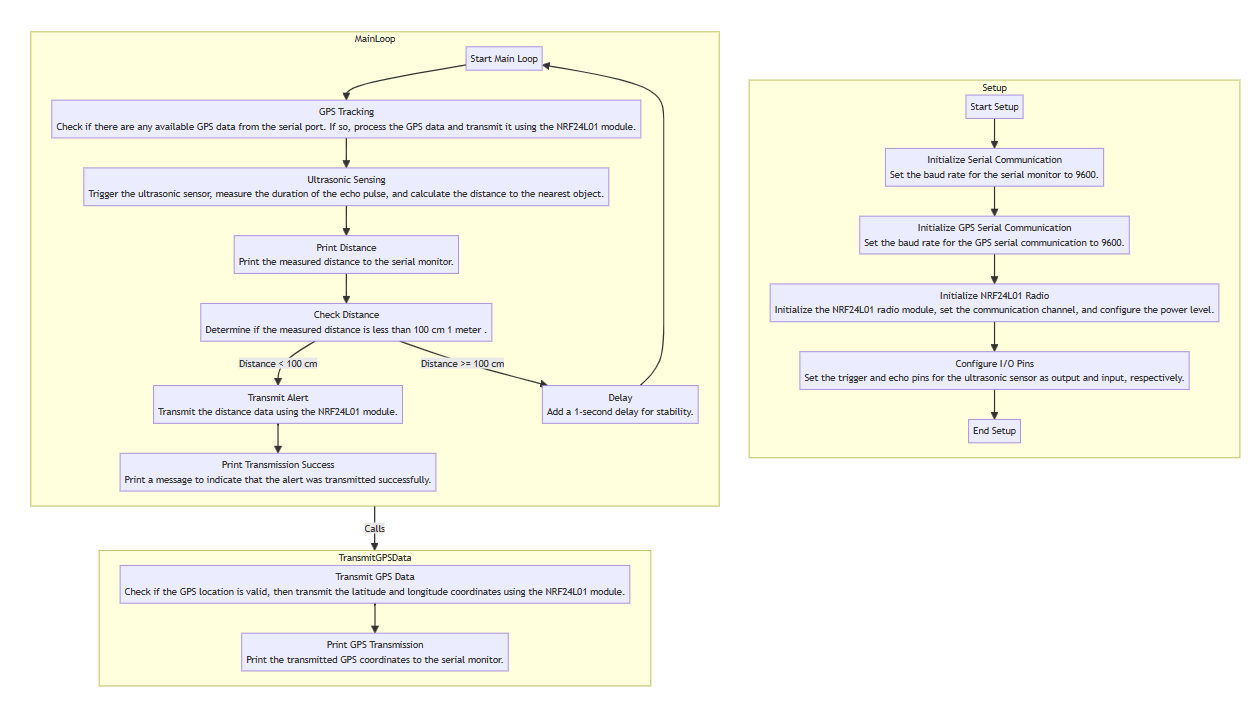 MainLoop
Start Main Loop
GPS Tracking
Check if there are any available GPS data from the serial port. If so, process the GPS data and transmit it using the NRF24L01 module.
Ultrasonic Sensing
Trigger the ultrasonic sensor, measure the duration of the echo pulse, and calculate the distance to the nearest object.
Print Distance
Print the measured distance to the serial monitor.
Check Distance
Determine if the measured distance is less than 100 cm 1 meter .
Distance < 100 cm
Distance >= 100 cm
Transmit Alert
Transmit the distance data using the NRF24L01 module.
Delay
Add a 1-second delay for stability.
Print Transmission Success
Print a message to indicate that the alert was transmitted successfully.
Calls
TransmitGPSData
Transmit GPS Data
Check if the GPS location is valid, then transmit the latitude and longitude coordinates using the NRF24L01 module.
Print GPS Transmission
Print the transmitted GPS coordinates to the serial monitor.
Setup
Start Setup
Initialize Serial Communication
Set the baud rate for the serial monitor to 9600.
Initialize GPS Serial Communication
Set the baud rate for the GPS serial communication to 9600.
Initialize NRF24L01 Radio
Initialize the NRF24L01 radio module, set the communication channel, and configure the power level.
Configure I/O Pins
Set the trigger and echo pins for the ultrasonic sensor as output and input, respectively.
End Setup